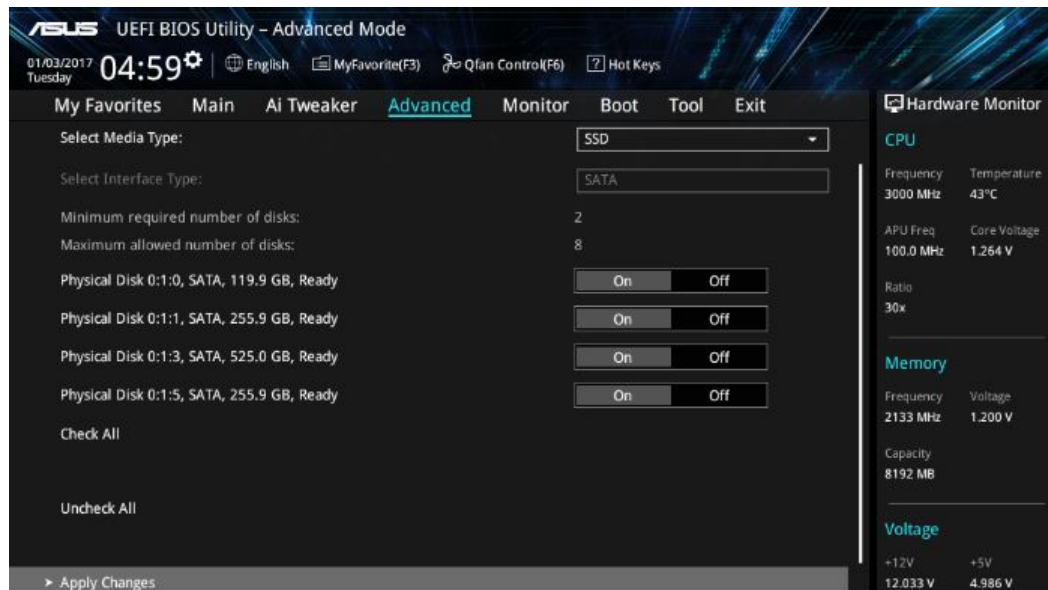 ASUS UEFI BIOS Utility – Advanced Mode
01/03/2017 Tuesday 04:59 English MyFavorite(F3) Qfan Control(F6) ? Hot Keys
My Favorites Main Ai Tweaker Advanced Monitor Boot Tool Exit
Select Media Type: SSD
Select Interface Type: SATA
Minimum required number of disks: 2
Maximum allowed number of disks: 8
Physical Disk 0:1:0, SATA, 119.9 GB, Ready On Off
Physical Disk 0:1:1, SATA, 255.9 GB, Ready On Off
Physical Disk 0:1:3, SATA, 525.0 GB, Ready On Off
Physical Disk 0:1:5, SATA, 255.9 GB, Ready On Off
Check All
Uncheck All
Apply Changes
Hardware Monitor
CPU
Frequency Temperature
3000 MHz 43°C
APU Freq Core Voltage
100.0 MHz 1.264 V
Ratio
30x
Memory
Frequency Voltage
2133 MHz 1.200 V
Capacity
8192 MB
Voltage
+12V +5V
12.033 V 4.986 V